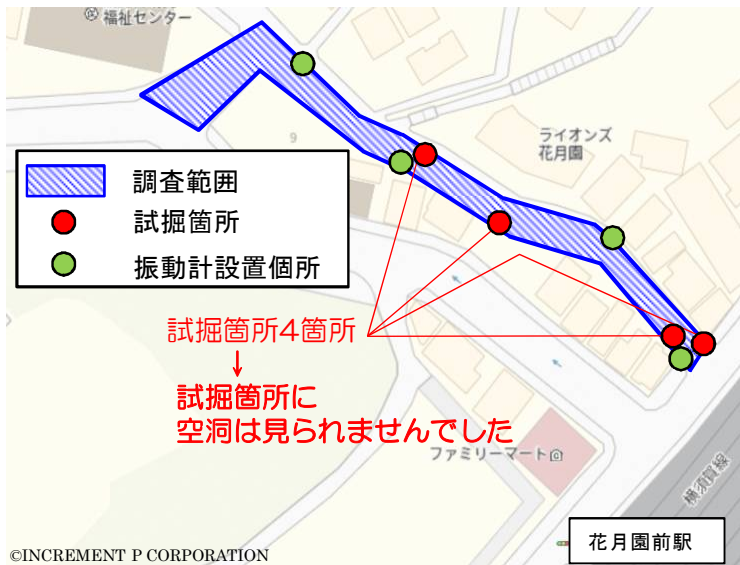 福祉センター
9
ライオンズ
花月園
調査範囲
試掘箇所
振動計設置個所
試掘箇所4箇所
↓
試掘箇所に
空洞は見られませんでした
ファミリーマート
横須賀線
花月園前駅
©INCREMENT P CORPORATION